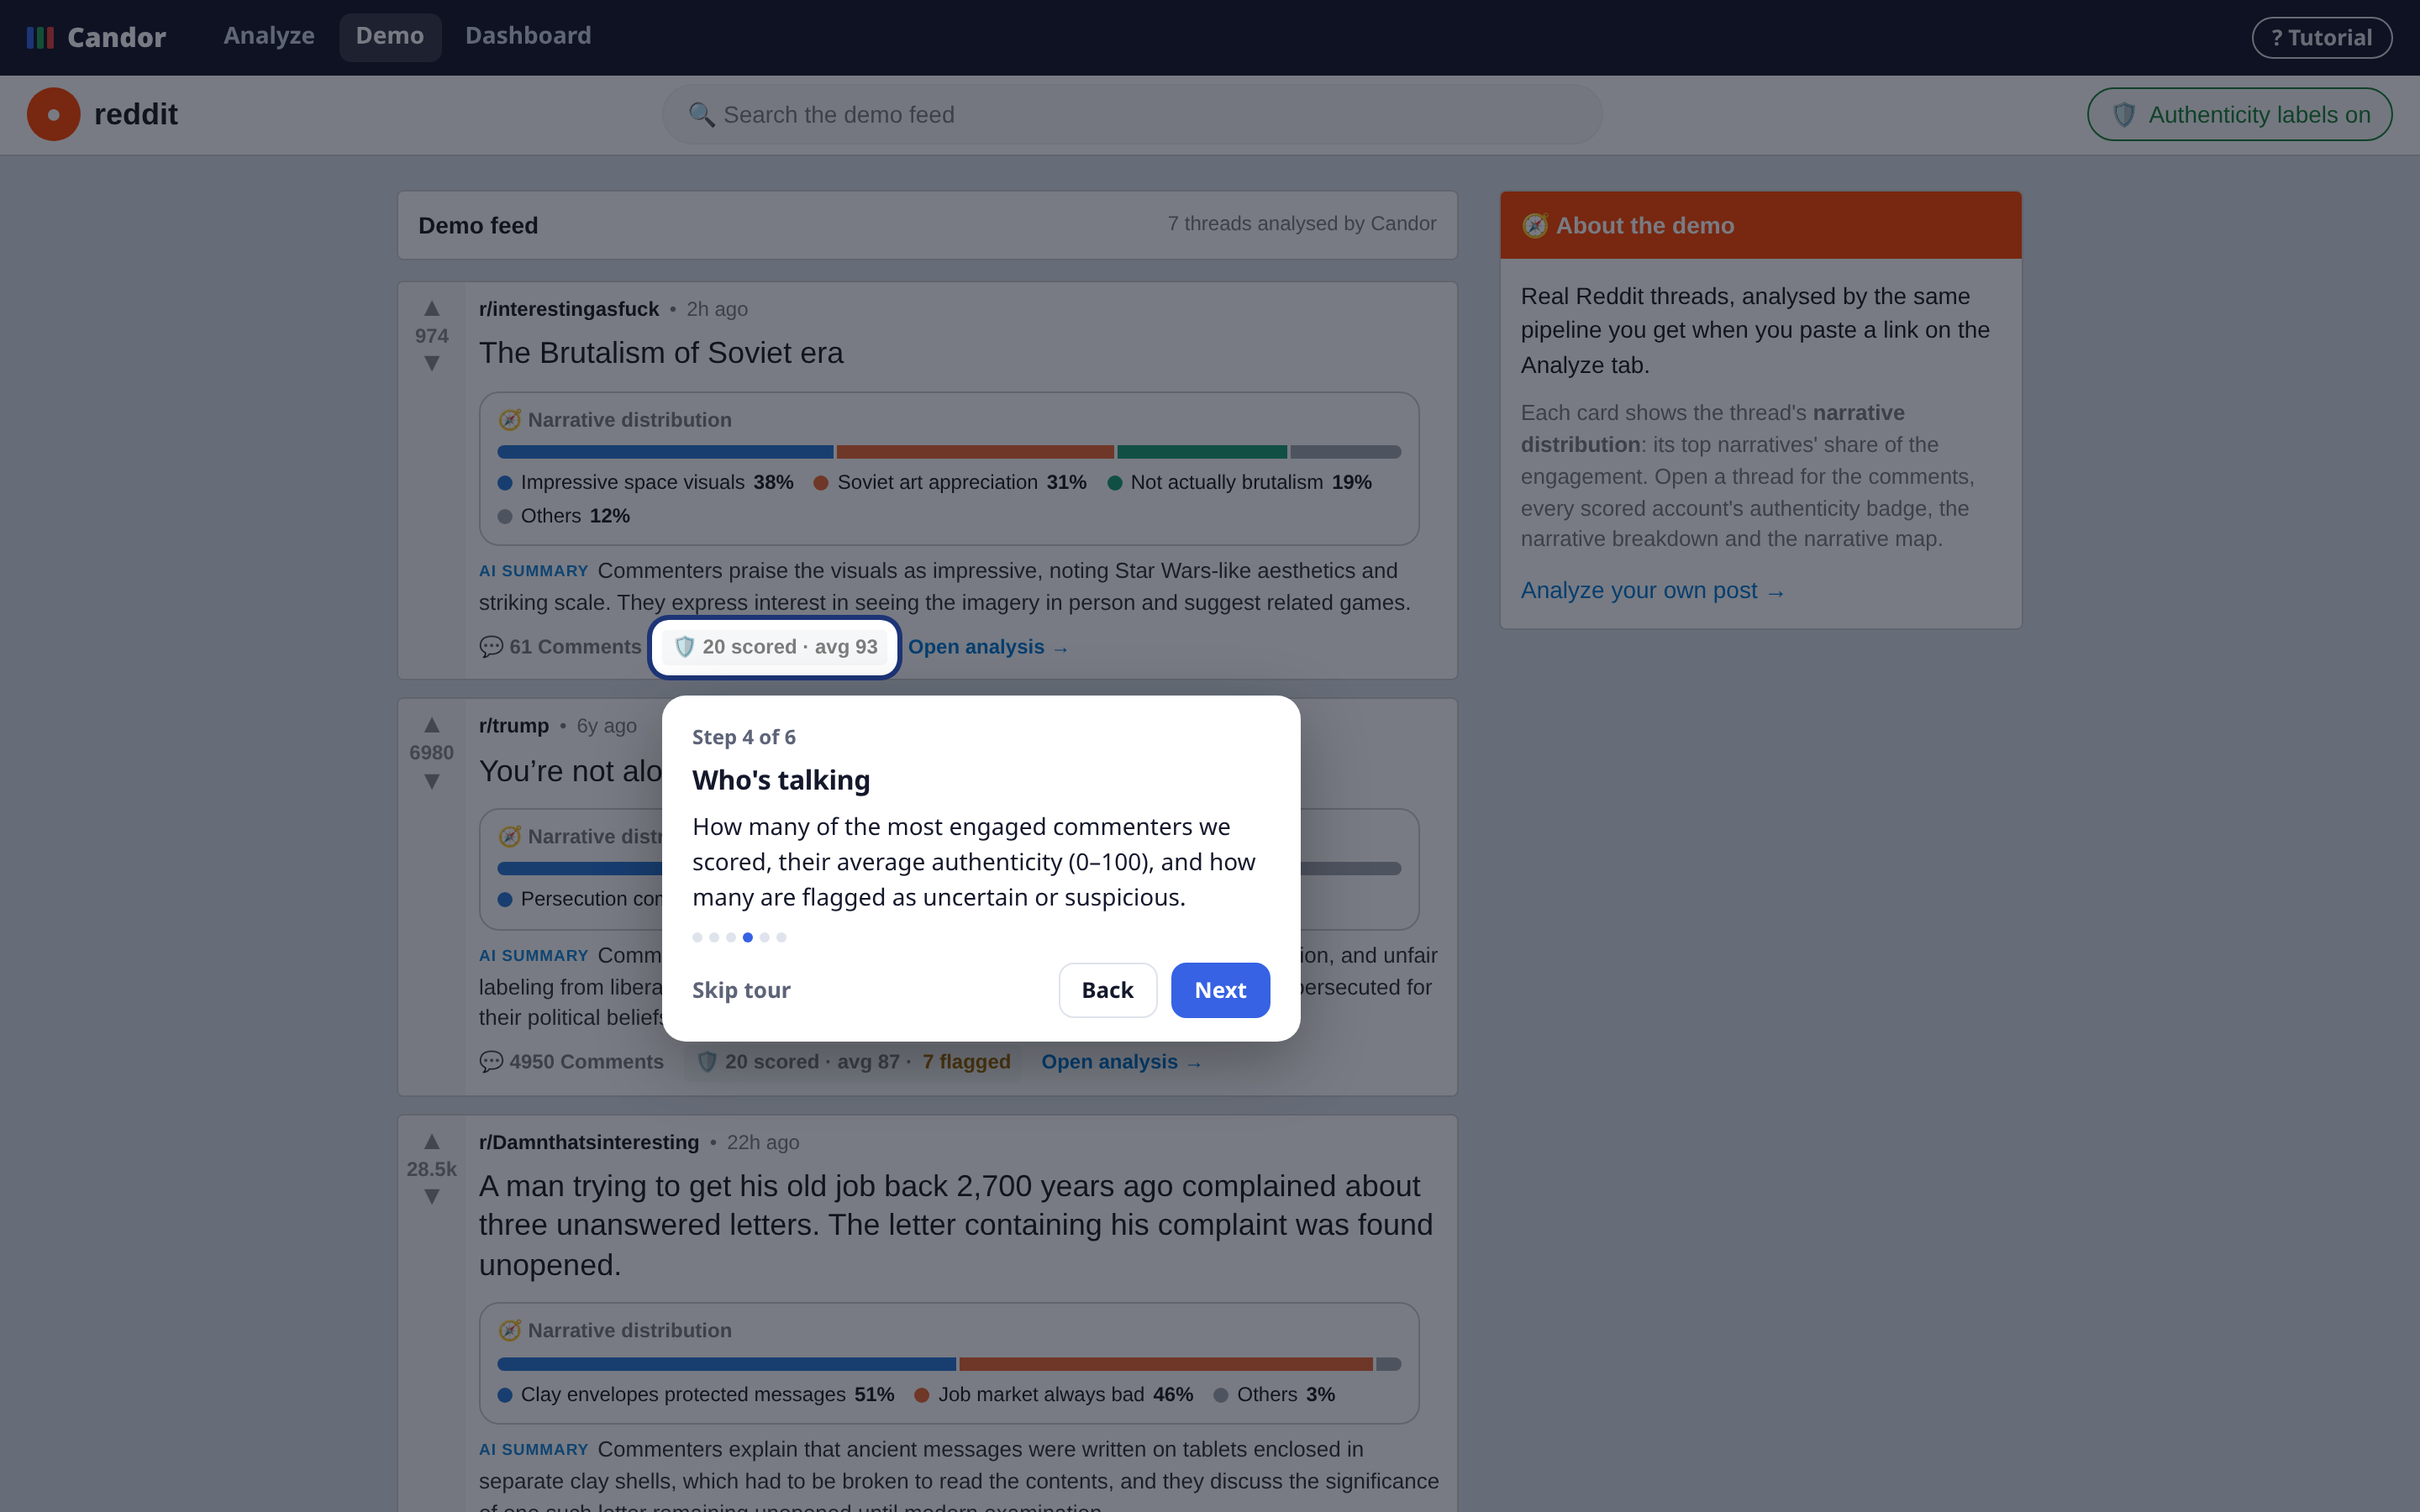 Candor
Analyze
Demo
Dashboard
? Tutorial
reddit
Search the demo feed
Authenticity labels on
Demo feed
7 threads analysed by Candor
974
r/interestingasfuck • 2h ago
The Brutalism of Soviet era
Narrative distribution
Impressive space visuals 38% Soviet art appreciation 31% Not actually brutalism 19%
Others 12%
AI SUMMARY Commenters praise the visuals as impressive, noting Star Wars-like aesthetics and
striking scale. They express interest in seeing the imagery in person and suggest related games.
61 Comments
20 scored · avg 93
Open analysis →
About the demo
Real Reddit threads, analysed by the same
pipeline you get when you paste a link on the
Analyze tab.
Each card shows the thread's narrative
distribution: its top narratives' share of the
engagement. Open a thread for the comments,
every scored account's authenticity badge, the
narrative breakdown and the narrative map.
Analyze your own post →
6980
r/trump • 6y ago
You're not alo
Narrative distr
Persecution
AI SUMMARY Comm
and unfair
labeling from libera
persecuted for
their political beliefs
4950 Comments
20 scored · avg 87 · 7 flagged
Open analysis →
Step 4 of 6
Who's talking
How many of the most engaged commenters we
scored, their average authenticity (0–100), and how
many are flagged as uncertain or suspicious.
Skip tour
Back
Next
28.5k
r/Damnthatsinteresting • 22h ago
A man trying to get his old job back 2,700 years ago complained about
three unanswered letters. The letter containing his complaint was found
unopened.
Narrative distribution
Clay envelopes protected messages 51% Job market always bad 46% Others 3%
AI SUMMARY Commenters explain that ancient messages were written on tablets enclosed in
separate clay shells, which had to be broken to read the contents, and they discuss the significance
of one such letter remaining unopened until modern examination.